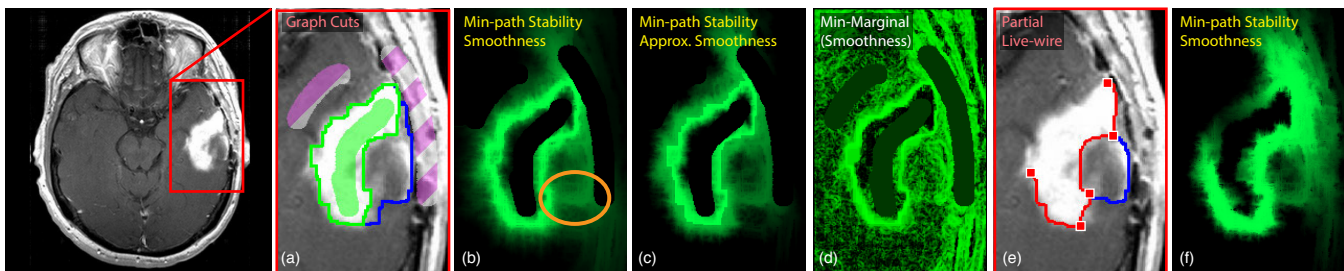 Graph Cuts
(a)
Min-path Stability
Smoothness
(b)
Min-path Stability
Approx. Smoothness
(c)
Min-Marginal
(Smoothness)
(d)
Partial
Live-wire
(e)
Min-path Stability
Smoothness
(f)